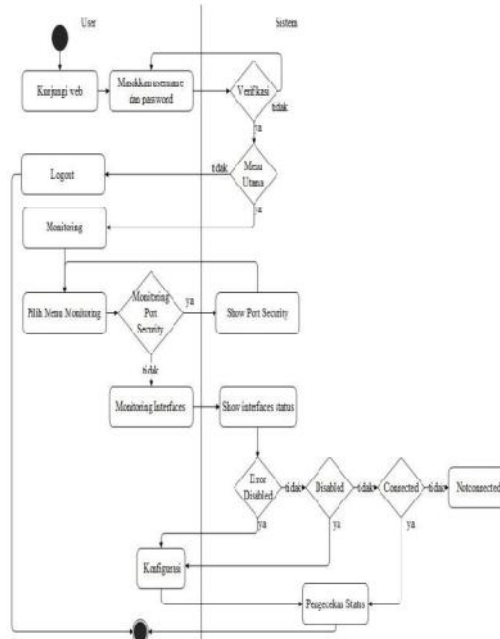 User
Sistem
Kunjungi web
Masukkan username
dan password
Verifikasi
tidak
ya
Menu
Utama
tidak
ya
Logout
Monitoring
Pilih Menu Monitoring
Monitoring
Port
Security
ya
Show Port Security
tidak
Monitoring Interfaces
Show interfaces status
Error
Disabled
tidak
Disabled
tidak
Connected
tidak
Notconnected
ya
ya
ya
Konfigurasi
Pengecekan Status